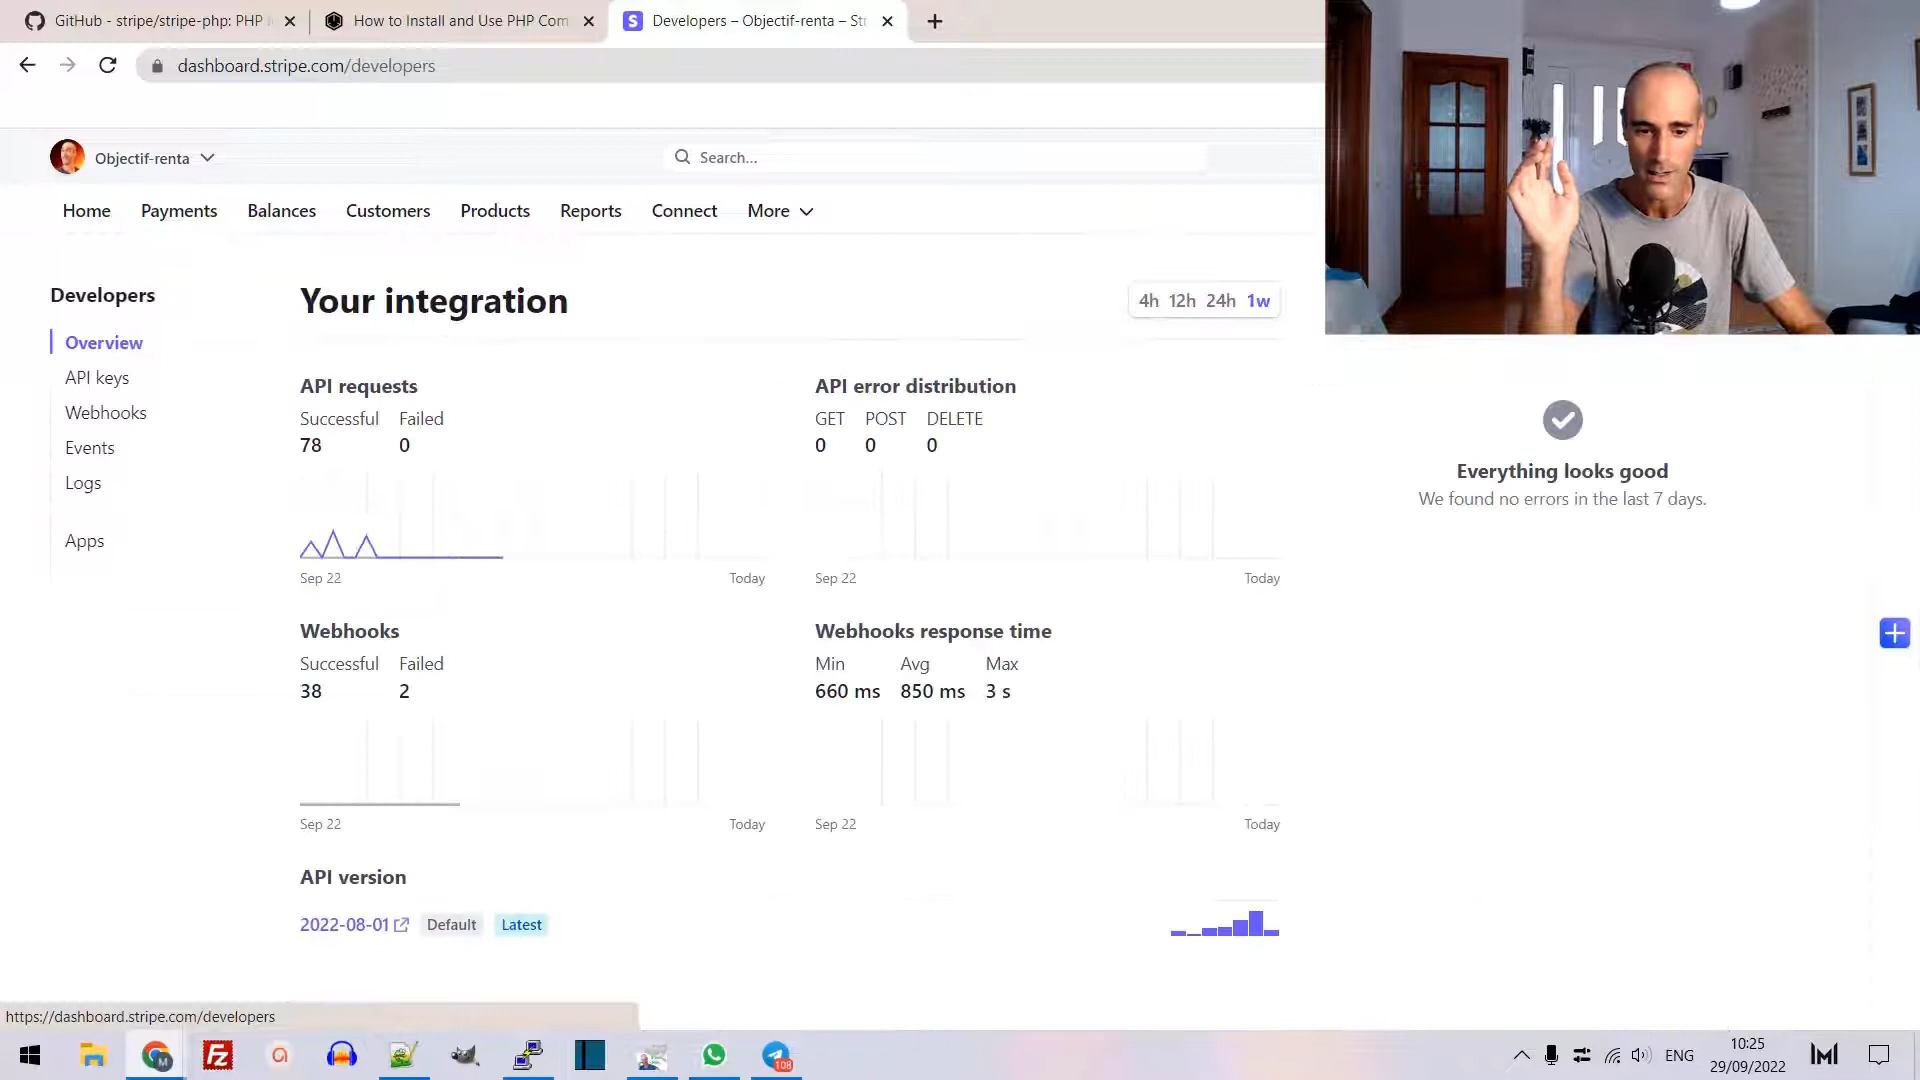 GitHub - stripe/stripe-php: PHP
How to Install and Use PHP Com
Developers – Objectif-renta – St
dashboard.stripe.com/developers
Objectif-renta
Search...
Home Payments Balances Customers Products Reports Connect More
Developers
Overview
API keys
Webhooks
Events
Logs
Apps
Your integration
4h 12h 24h 1w
API requests
Successful Failed
78 0
Sep 22 Today
API error distribution
GET POST DELETE
0 0 0
Sep 22 Today
Everything looks good
We found no errors in the last 7 days.
Webhooks
Successful Failed
38 2
Sep 22 Today
Webhooks response time
Min Avg Max
660 ms 850 ms 3 s
Sep 22 Today
API version
2022-08-01 Default Latest
https://dashboard.stripe.com/developers
108
ENG
10:25
29/09/2022